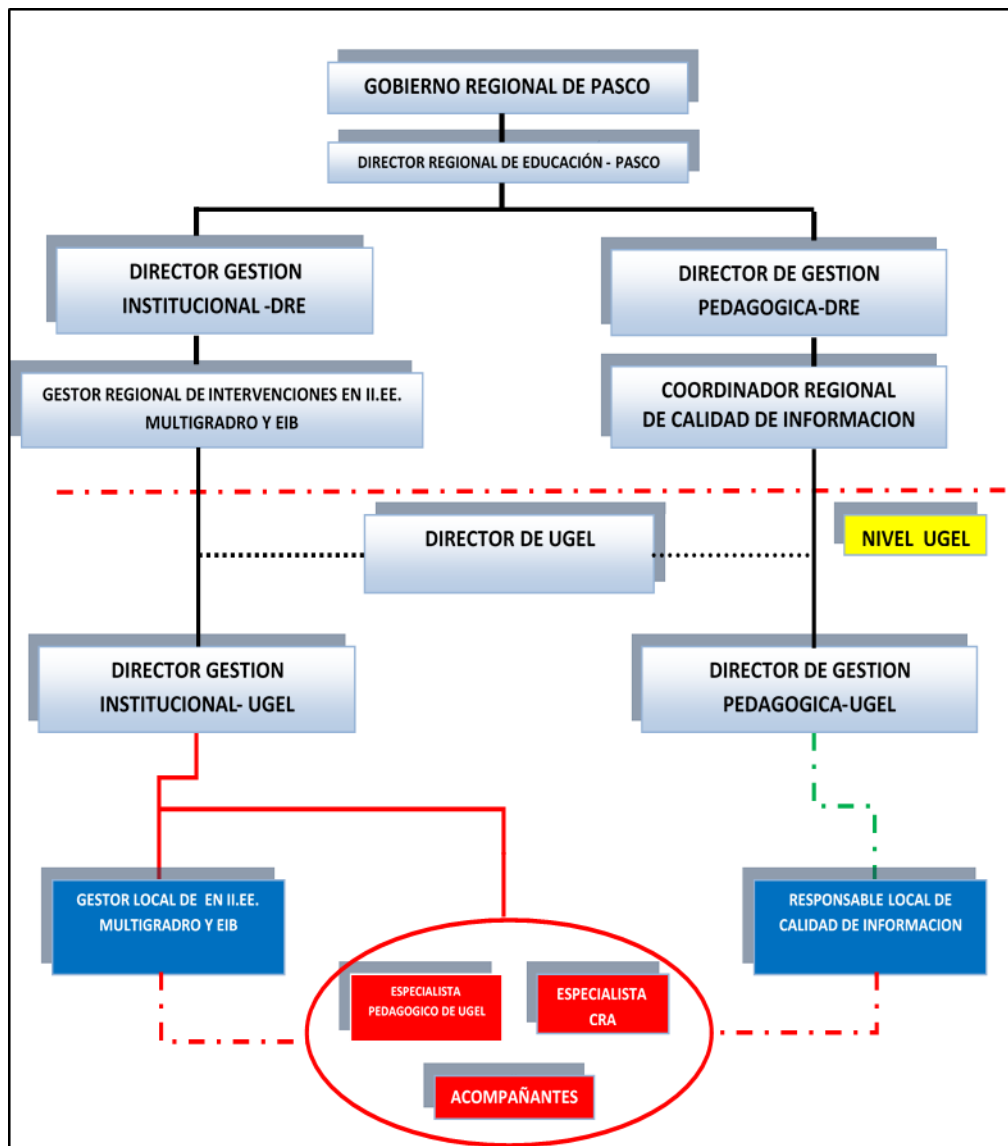 GOBIERNO REGIONAL DE PASCO
DIRECTOR REGIONAL DE EDUCACIÓN - PASCO
DIRECTOR GESTION
INSTITUCIONAL -DRE
DIRECTOR DE GESTION
PEDAGOGICA-DRE
GESTOR REGIONAL DE INTERVENCIONES EN II.EE.
MULTIGRADRO Y EIB
COORDINADOR REGIONAL
DE CALIDAD DE INFORMACION
DIRECTOR DE UGEL
NIVEL UGEL
DIRECTOR GESTION
INSTITUCIONAL- UGEL
DIRECTOR DE GESTION
PEDAGOGICA-UGEL
GESTOR LOCAL DE EN II.EE.
MULTIGRADRO Y EIB
RESPONSABLE LOCAL DE
CALIDAD DE INFORMACION
ESPECIALISTA
PEDAGOGICO DE UGEL
ESPECIALISTA
CRA
ACOMPAÑANTES